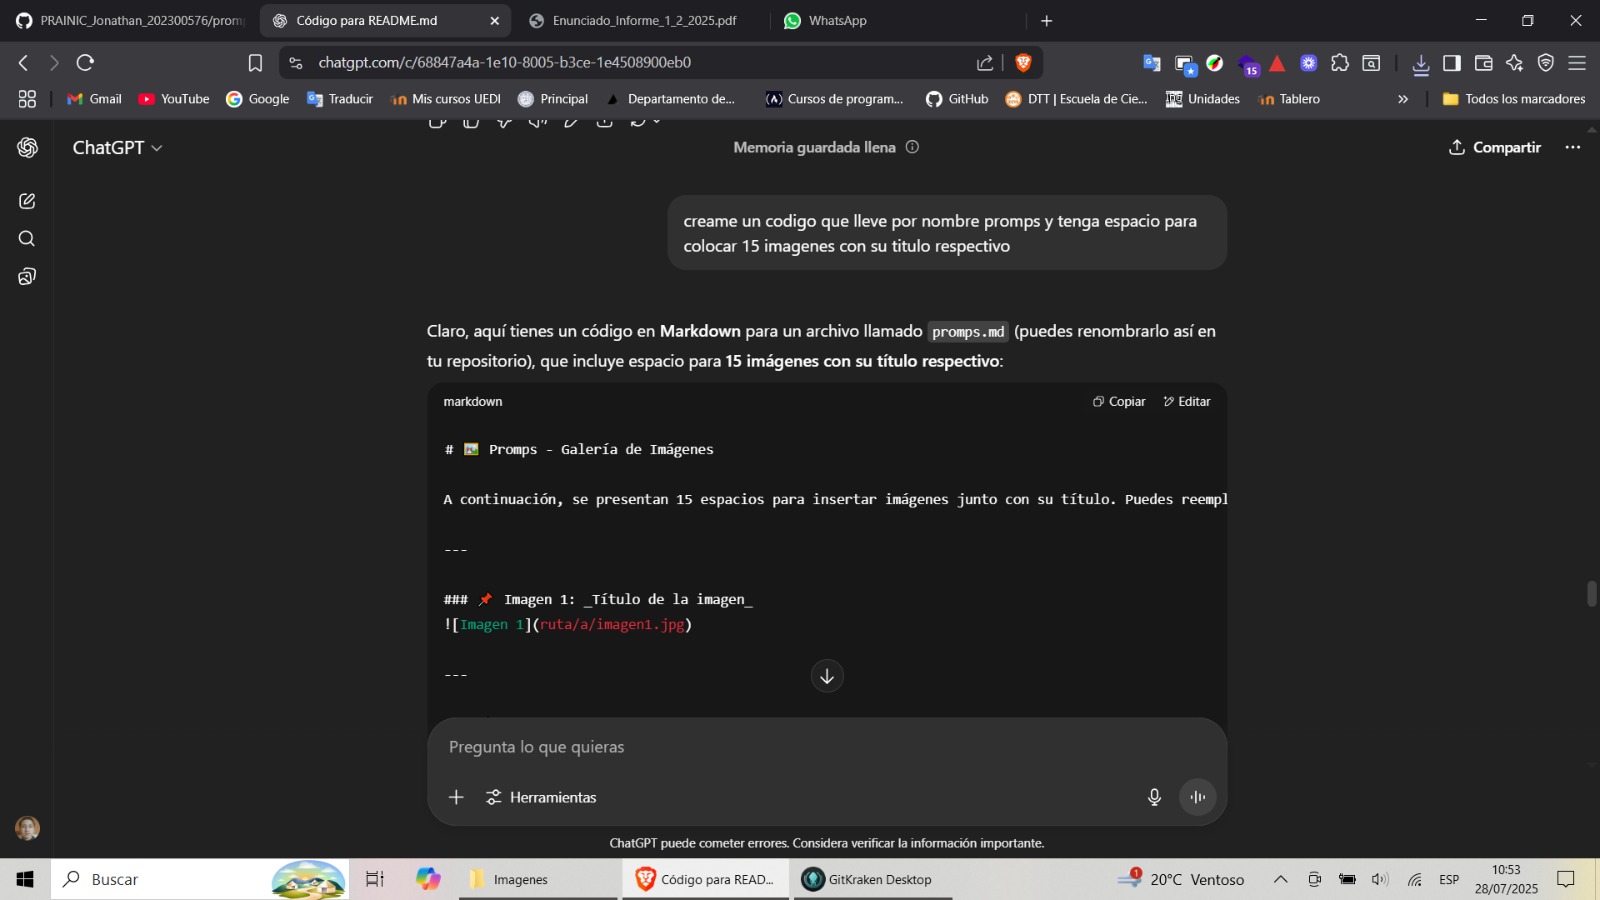 PRAINIC_Jonathan_202300576/promp
Código para README.md
Enunciado_Informe_1_2_2025.pdf
WhatsApp
chatgpt.com/c/68847a4a-1e10-8005-b3ce-1e4508900eb0
15
Gmail
YouTube
Google
Traducir
Mis cursos UEDI
Principal
Departamento de...
Cursos de program...
GitHub
DTT | Escuela de Cie...
Unidades
Tablero
Todos los marcadores
ChatGPT
Memoria guardada llena
Compartir
creame un codigo que lleve por nombre promps y tenga espacio para
colocar 15 imagenes con su titulo respectivo
Claro, aquí tienes un código en Markdown para un archivo llamado promps.md (puedes renombrarlo así en
tu repositorio), que incluye espacio para 15 imágenes con su título respectivo:
markdown
Copiar
Editar
# 🖼️ Promps - Galería de Imágenes
A continuación, se presentan 15 espacios para insertar imágenes junto con su título. Puedes reempl
---
### 📌 Imagen 1: _Título de la imagen_
![Imagen 1](ruta/a/imagen1.jpg)
---
Pregunta lo que quieras
Herramientas
ChatGPT puede cometer errores. Considera verificar la información importante.
Buscar
Imagenes
Código para READ...
GitKraken Desktop
1
20°C Ventoso
ESP
10:53
28/07/2025